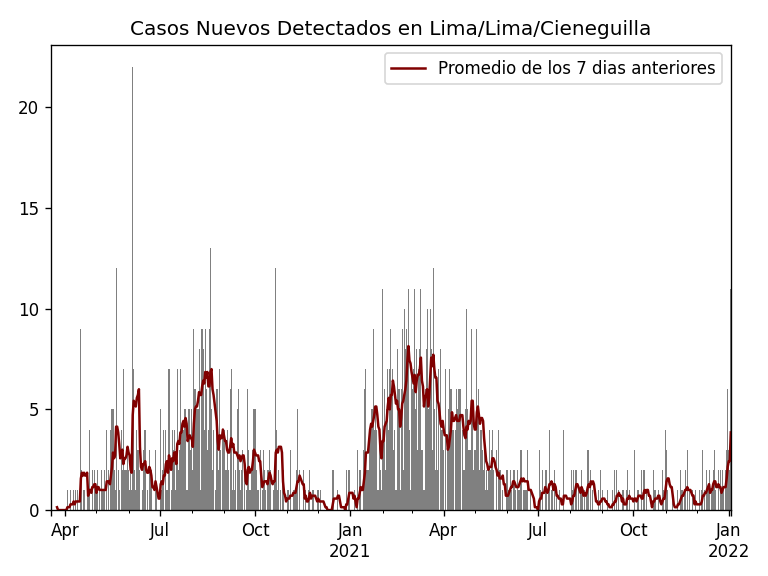 Casos Nuevos Detectados en Lima/Lima/Cieneguilla
Promedio de los 7 dias anteriores
20
15
10
5
0
Apr Jul Oct Jan Apr Jul Oct Jan
2021 2022